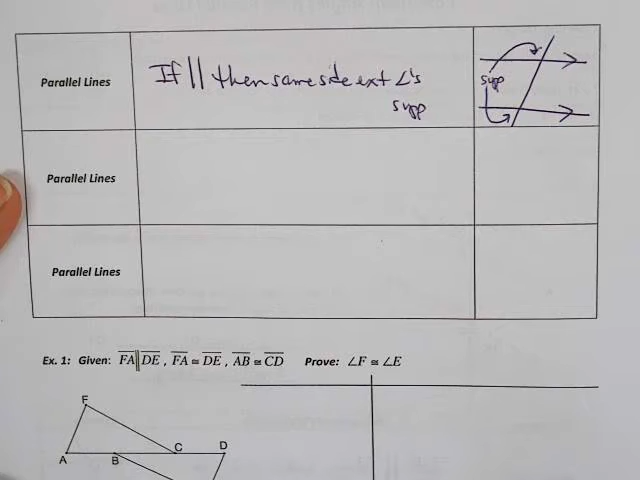 Parallel Lines
If || then same side ext ∠'s
supp
supp
Parallel Lines
Parallel Lines
Ex. 1: Given: FA || DE , FA ≅ DE , AB ≅ CD Prove: ∠F ≅ ∠E
F
C
D
A
B